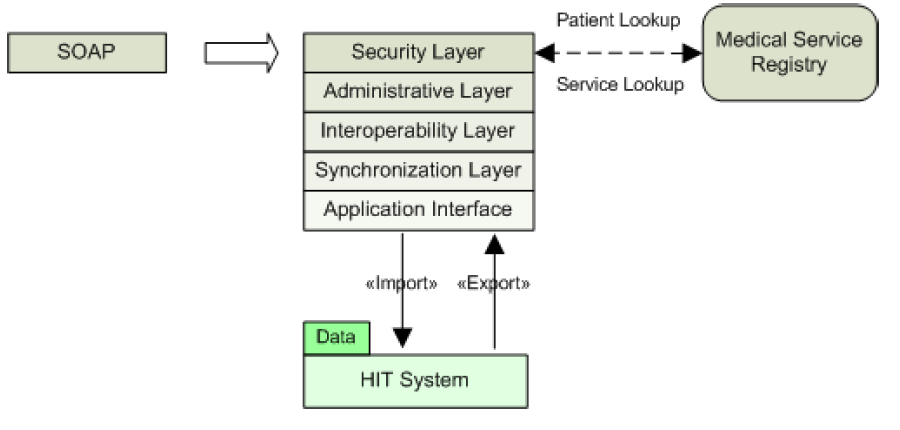 SOAP
Security Layer
Administrative Layer
Interoperability Layer
Synchronization Layer
Application Interface
Patient Lookup
Service Lookup
Medical Service
Registry
«Import»
«Export»
Data
HIT System